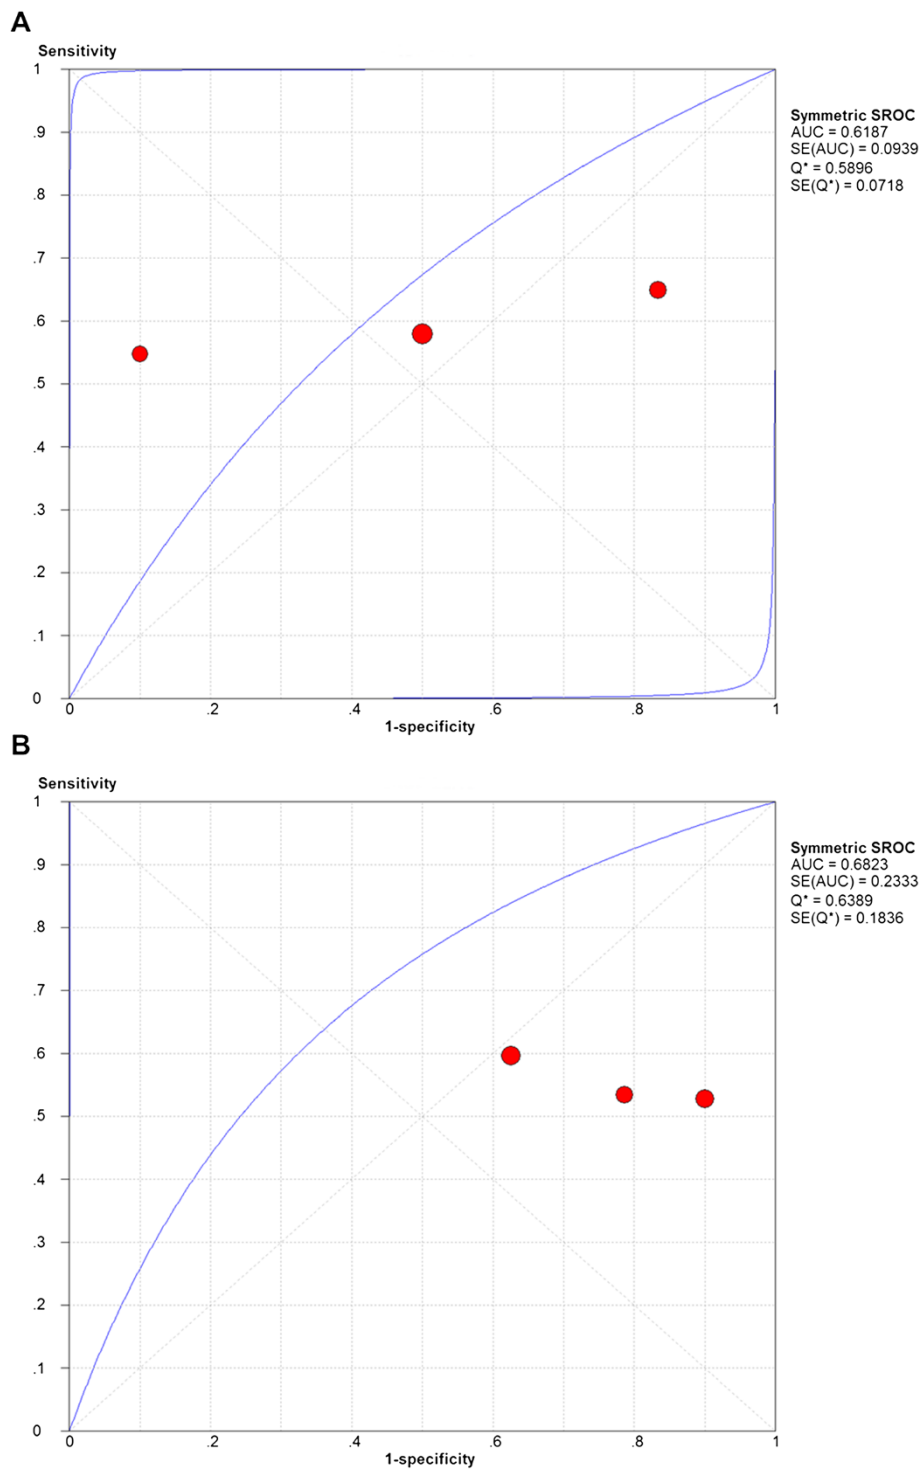 A
Sensitivity
1
.9
.8
.7
.6
.5
.4
.3
.2
.1
0
0 .2 .4 .6 .8 1
1-specificity
Symmetric SROC
AUC = 0.6187
SE(AUC) = 0.0939
Q* = 0.5896
SE(Q*) = 0.0718
B
Sensitivity
1
.9
.8
.7
.6
.5
.4
.3
.2
.1
0
0 .2 .4 .6 .8 1
1-specificity
Symmetric SROC
AUC = 0.6823
SE(AUC) = 0.2333
Q* = 0.6389
SE(Q*) = 0.1836